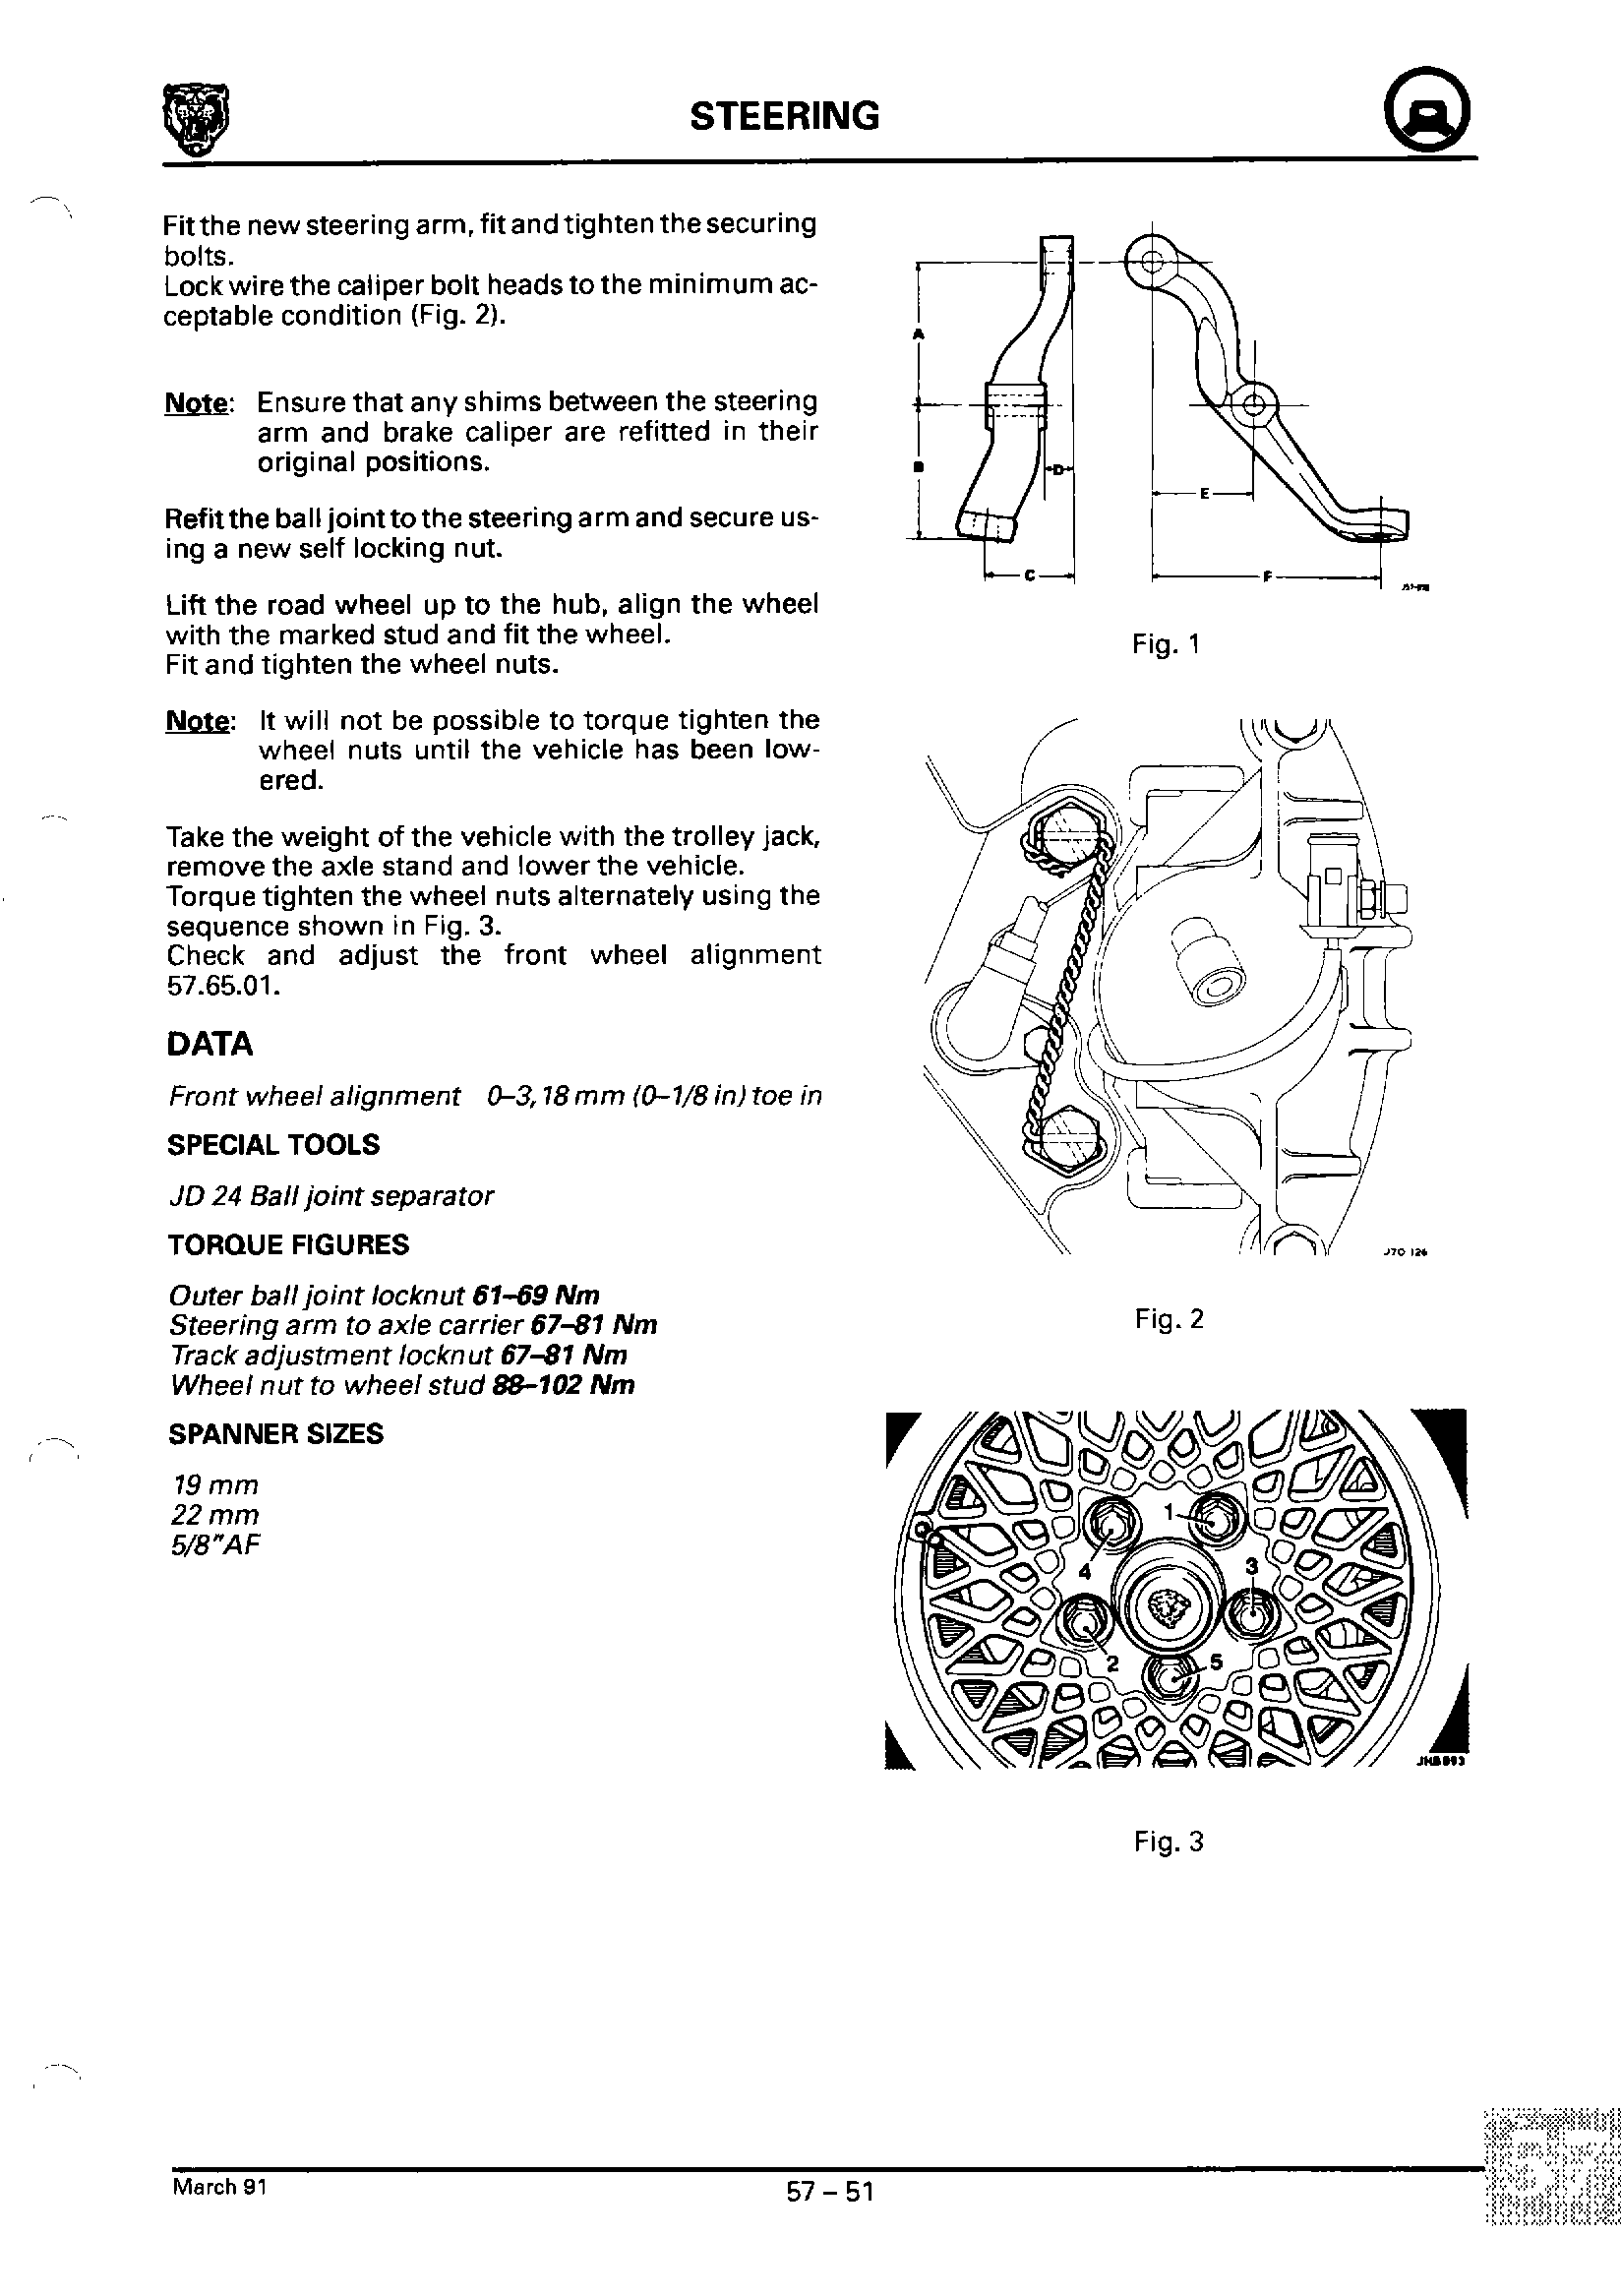 STEERING
Fit the new steering arm, fit and tighten the securing
bolts.
Lock wire the caliper bolt heads to the minimum ac-
ceptable condition (Fig. 2).
Note: Ensure that any shims between the steering
arm and brake caliper are refitted in their
original positions.
Refit the ball joint to the steering arm and secure us-
ing a new self locking nut.
Lift the road wheel up to the hub, align the wheel
with the marked stud and fit the wheel.
Fit and tighten the wheel nuts.
Note: It will not be possible to torque tighten the
wheel nuts until the vehicle has been low-
ered.
Take the weight of the vehicle with the trolley jack,
remove the axle stand and lower the vehicle.
Torque tighten the wheel nuts alternately using the
sequence shown in Fig. 3.
Check and adjust the front wheel alignment
57.65.01.
DATA
Front wheel alignment 0–3,18 mm (0–1/8 in) toe in
SPECIAL TOOLS
JD 24 Ball joint separator
TORQUE FIGURES
Outer ball joint locknut 61–69 Nm
Steering arm to axle carrier 67–81 Nm
Track adjustment locknut 67–81 Nm
Wheel nut to wheel stud 88–102 Nm
SPANNER SIZES
19 mm
22 mm
5/8"AF
A
B
D
E
C
F
Fig. 1
J70 126
Fig. 2
1
4
3
2
5
Fig. 3
March 91
57 – 51
57